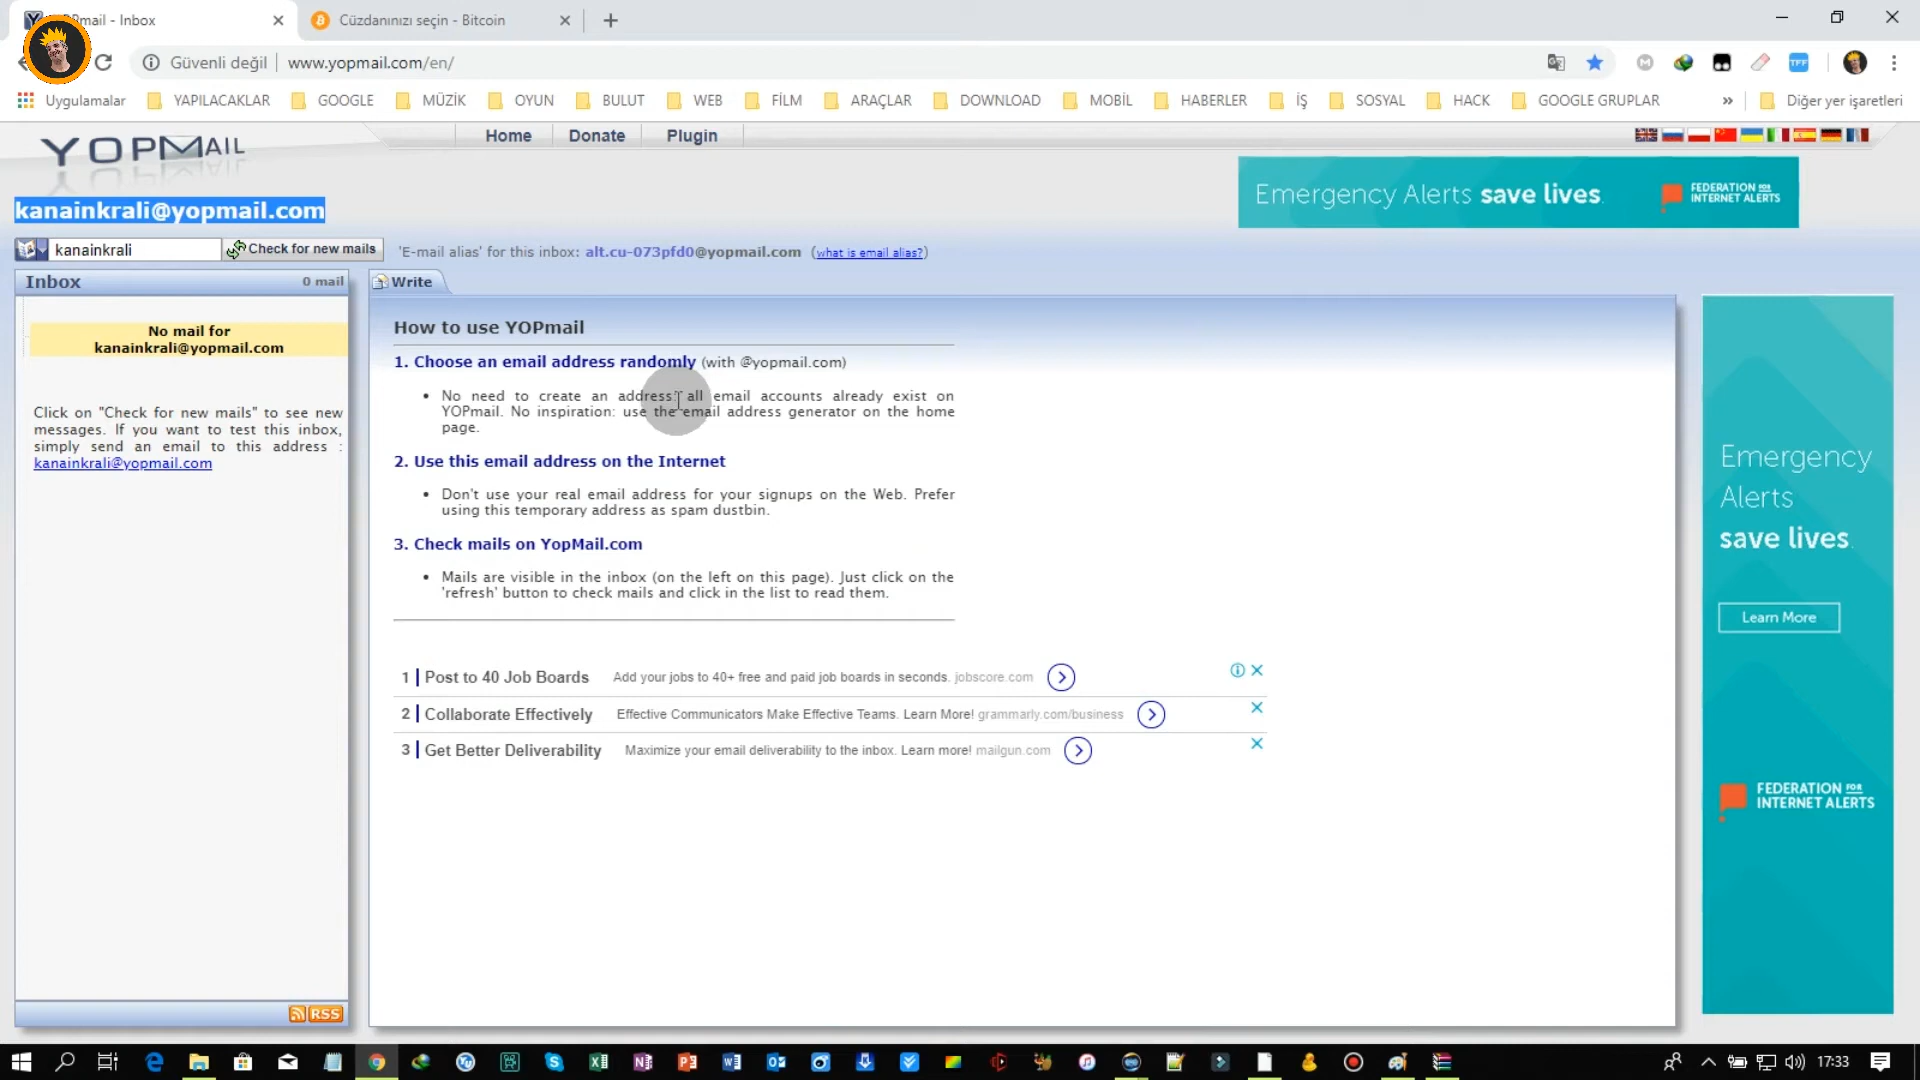 mail - Inbox
Cüzdanınızı seçin - Bitcoin
Güvenli değil
www.yopmail.com/en/
Uygulamalar
YAPILACAKLAR
GOOGLE
MÜZİK
OYUN
BULUT
WEB
FİLM
ARAÇLAR
DOWNLOAD
MOBİL
HABERLER
İŞ
SOSYAL
HACK
GOOGLE GRUPLAR
»
Diğer yer işaretleri
YOPMAIL
Home
Donate
Plugin
Emergency Alerts save lives.
FEDERATION FOR
INTERNET ALERTS
kanainkrali@yopmail.com
kanainkrali
Check for new mails
'E-mail alias' for this inbox: alt.cu-073pfd0@yopmail.com (what is email alias?)
Inbox
0 mail
Write
No mail for
kanainkrali@yopmail.com
Click on "Check for new mails" to see new
messages. If you want to test this inbox,
simply send an email to this address :
kanainkrali@yopmail.com
RSS
How to use YOPmail
1. Choose an email address randomly (with @yopmail.com)
• No need to create an address: all email accounts already exist on
YOPmail. No inspiration: use the email address generator on the home
page.
2. Use this email address on the Internet
• Don't use your real email address for your signups on the Web. Prefer
using this temporary address as spam dustbin.
3. Check mails on YopMail.com
• Mails are visible in the inbox (on the left on this page). Just click on the
'refresh' button to check mails and click in the list to read them.
1 Post to 40 Job Boards Add your jobs to 40+ free and paid job boards in seconds. jobscore.com
2 Collaborate Effectively Effective Communicators Make Effective Teams. Learn More! grammarly.com/business
3 Get Better Deliverability Maximize your email deliverability to the inbox. Learn more! mailgun.com
Emergency
Alerts
save lives.
Learn More
FEDERATION FOR
INTERNET ALERTS
17:33